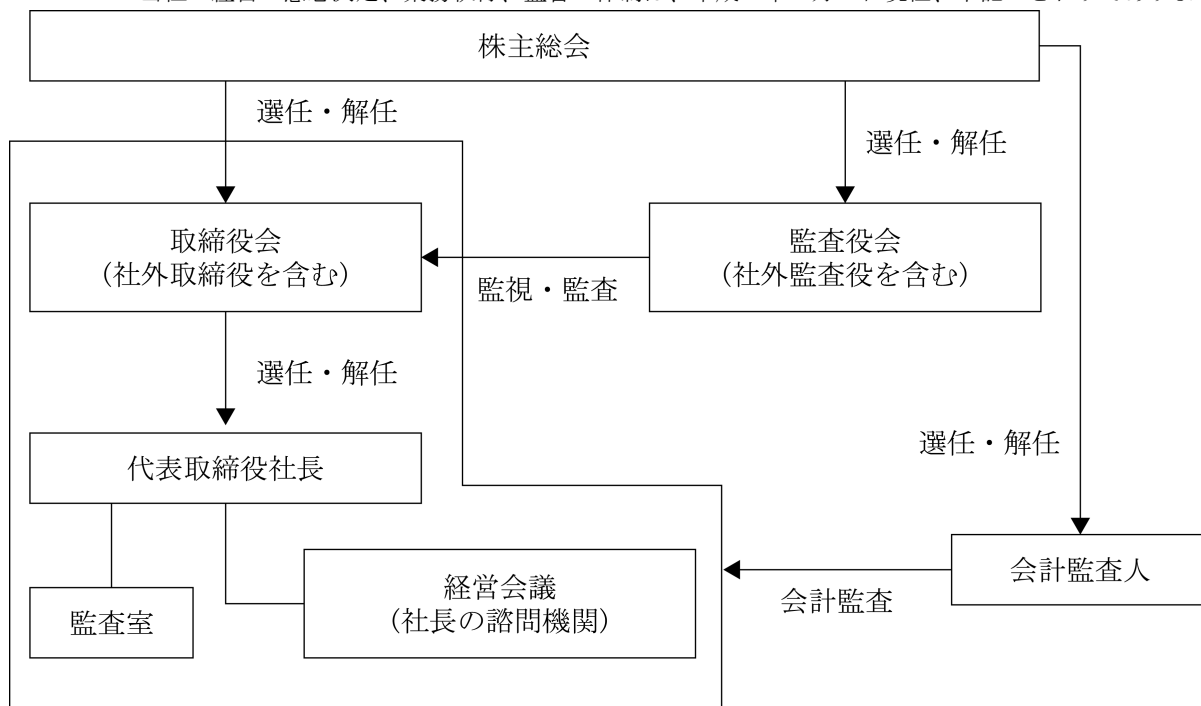 株主総会
選任・解任
選任・解任
取締役会
（社外取締役を含む）
監査役会
（社外監査役を含む）
監視・監査
選任・解任
代表取締役社長
選任・解任
会計監査人
経営会議
（社長の諮問機関）
会計監査
監査室